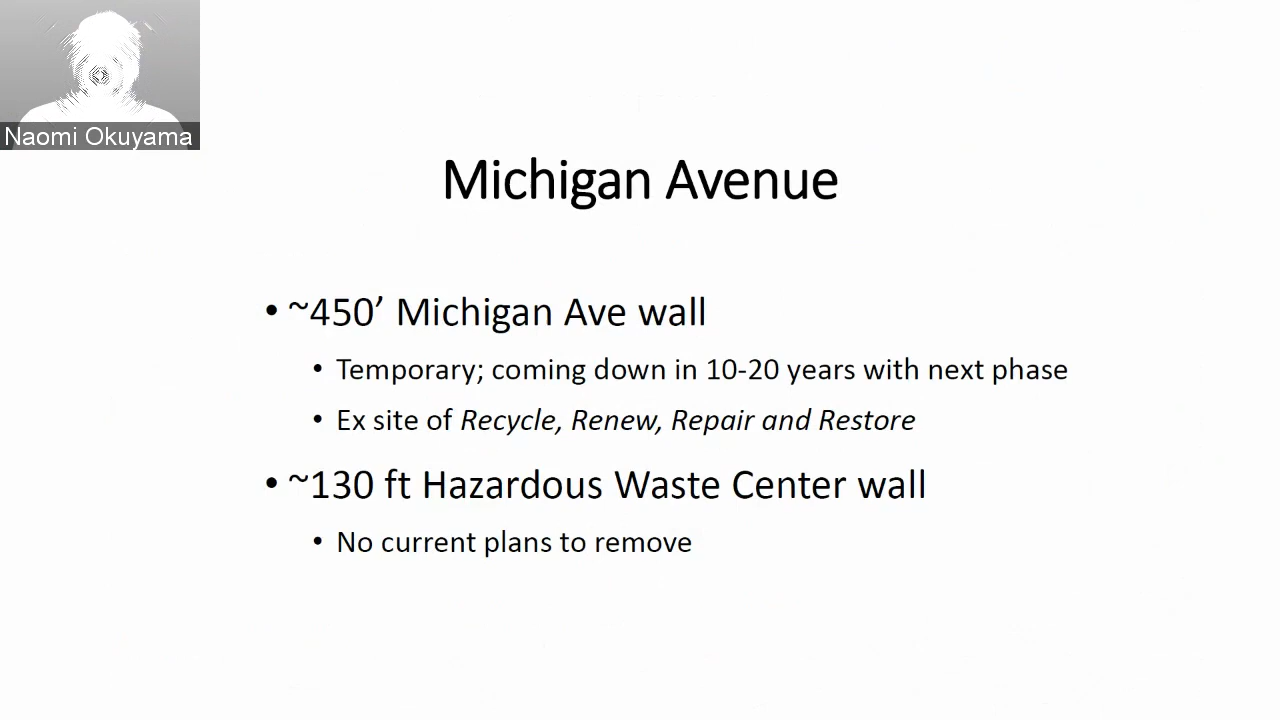 Naomi Okuyama
Michigan Avenue
• ~450’ Michigan Ave wall
• Temporary; coming down in 10-20 years with next phase
• Ex site of Recycle, Renew, Repair and Restore
• ~130 ft Hazardous Waste Center wall
• No current plans to remove